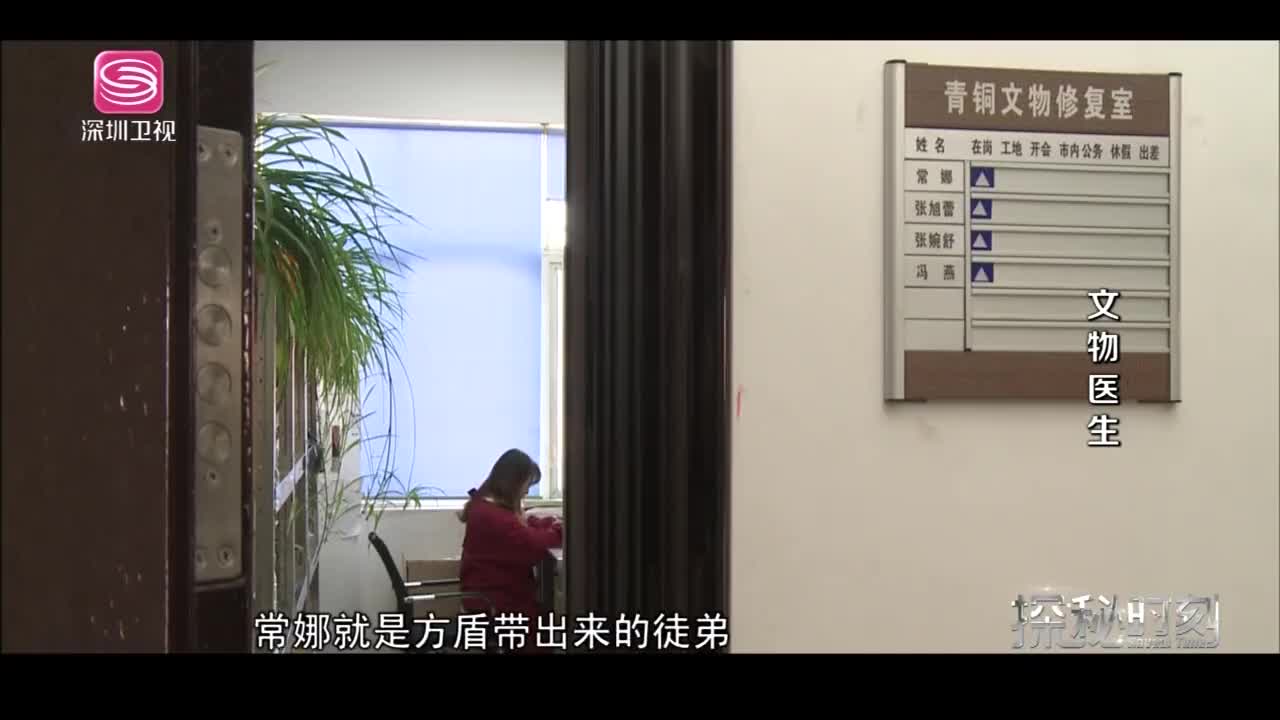 深圳卫视
青铜文物修复室
姓名 在岗 工地 开会 市内公务 休假 出差
常娜
张旭蕾
张婉舒
冯燕
文物医生
常娜就是方盾带出来的徒弟
探秘时刻